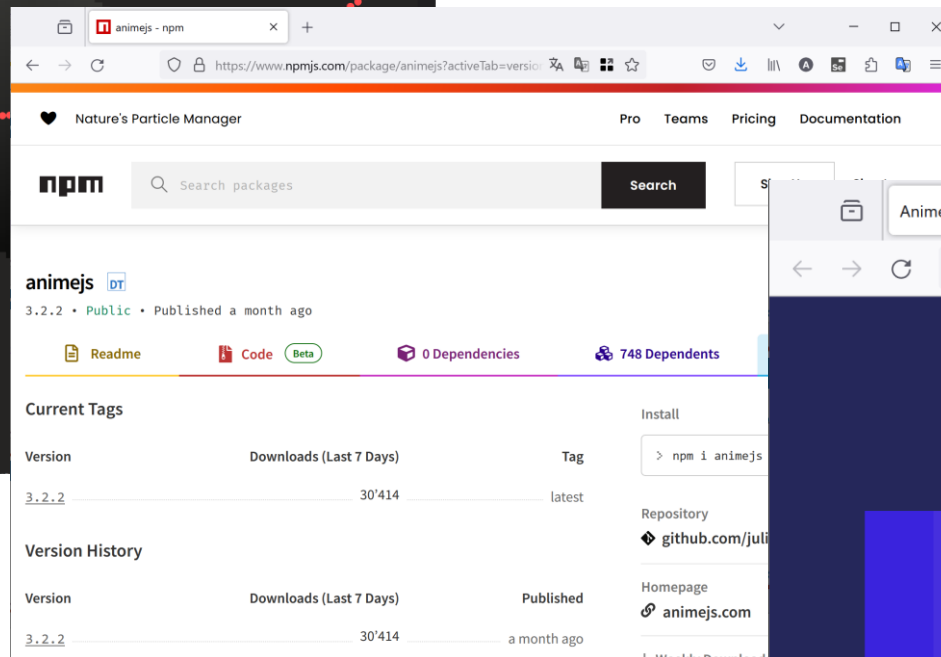 animejs - npm
https://www.npmjs.com/package/animejs?activeTab=version
Nature's Particle Manager
Pro Teams Pricing Documentation
npm
Search packages
Search
Anime
animejs DT
3.2.2 • Public • Published a month ago
Readme
Code Beta
0 Dependencies
748 Dependents
Current Tags
Version Downloads (Last 7 Days) Tag
3.2.2 30'414 latest
Version History
Version Downloads (Last 7 Days) Published
3.2.2 30'414 a month ago
Install
> npm i animejs
Repository
github.com/juli
Homepage
animejs.com